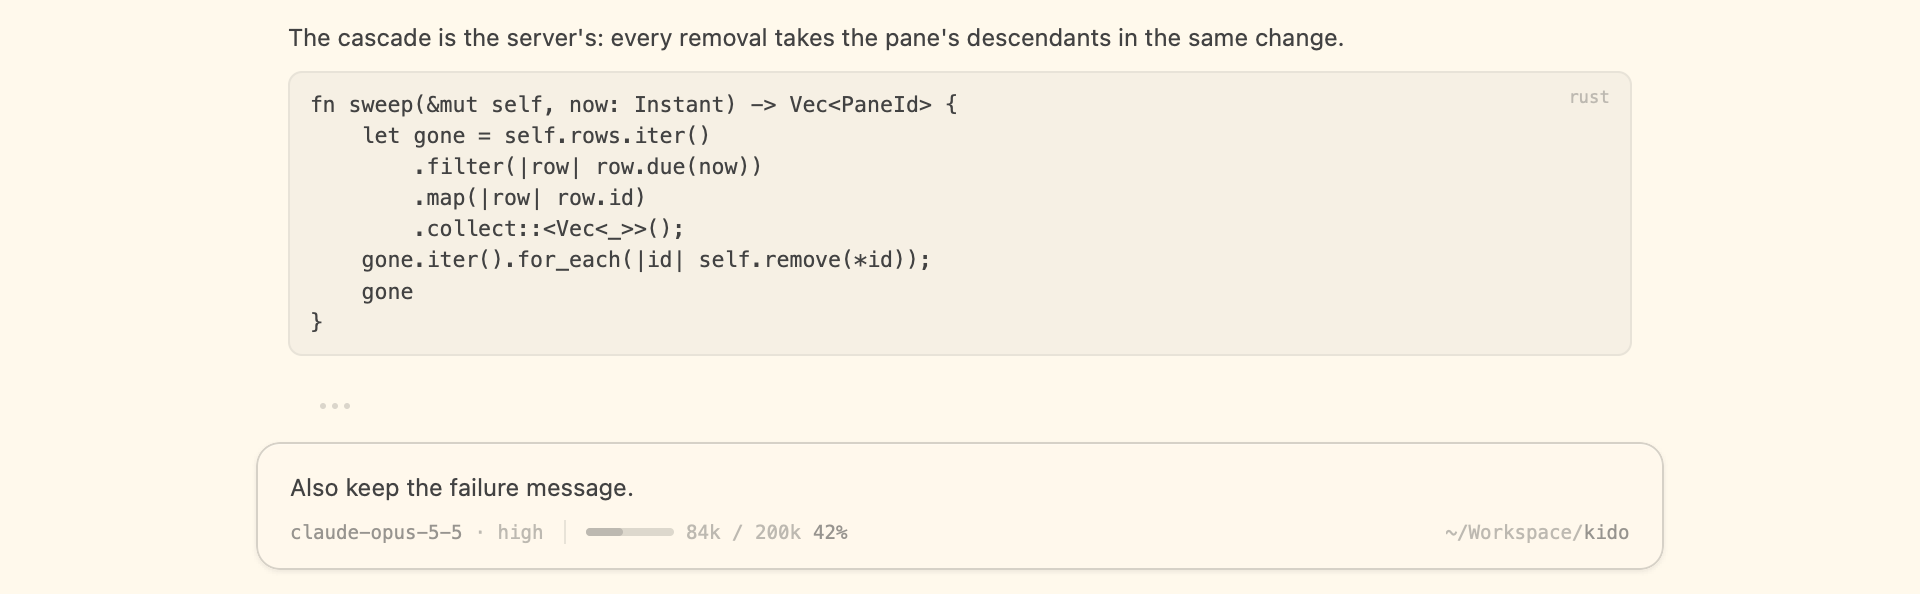 The cascade is the server's: every removal takes the pane's descendants in the same change.
rust
fn sweep(&mut self, now: Instant) -> Vec<PaneId> {
    let gone = self.rows.iter()
        .filter(|row| row.due(now))
        .map(|row| row.id)
        .collect::<Vec<_>>();
    gone.iter().for_each(|id| self.remove(*id));
    gone
}
Also keep the failure message.
claude-opus-5-5 · high 84k / 200k 42% ~/Workspace/kido